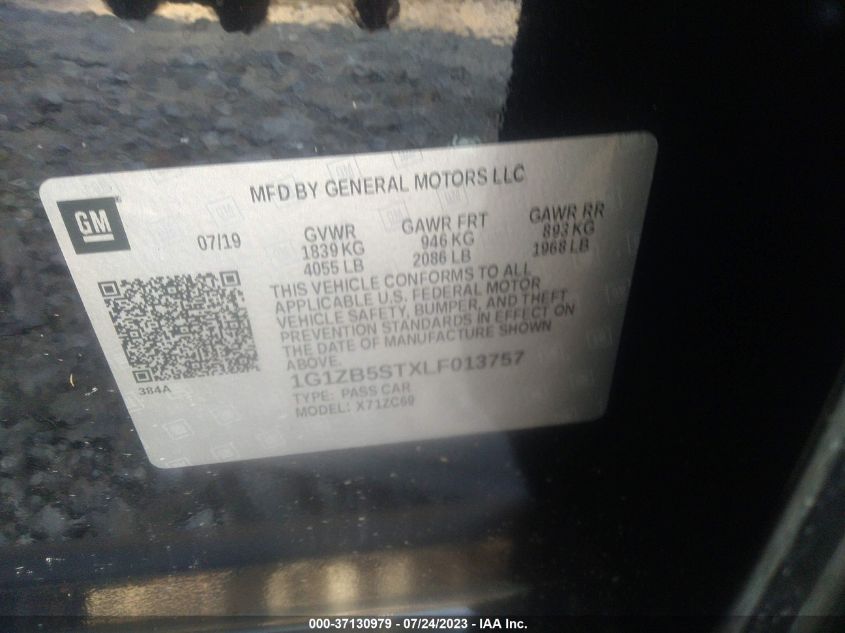 MFD BY GENERAL MOTORS LLC
GM
07/19
GVWR
1839 KG
4055 LB
GAWR FRT
946 KG
2086 LB
GAWR RR
893 KG
1968 LB
THIS VEHICLE CONFORMS TO ALL
APPLICABLE U.S. FEDERAL MOTOR
VEHICLE SAFETY, BUMPER, AND THEFT
PREVENTION STANDARDS IN EFFECT ON
THE DATE OF MANUFACTURE SHOWN
ABOVE.
384A
1G1ZB5STXLF013757
TYPE: PASS CAR
MODEL: X71ZC69
000-37130979 - 07/24/2023 - IAA Inc.